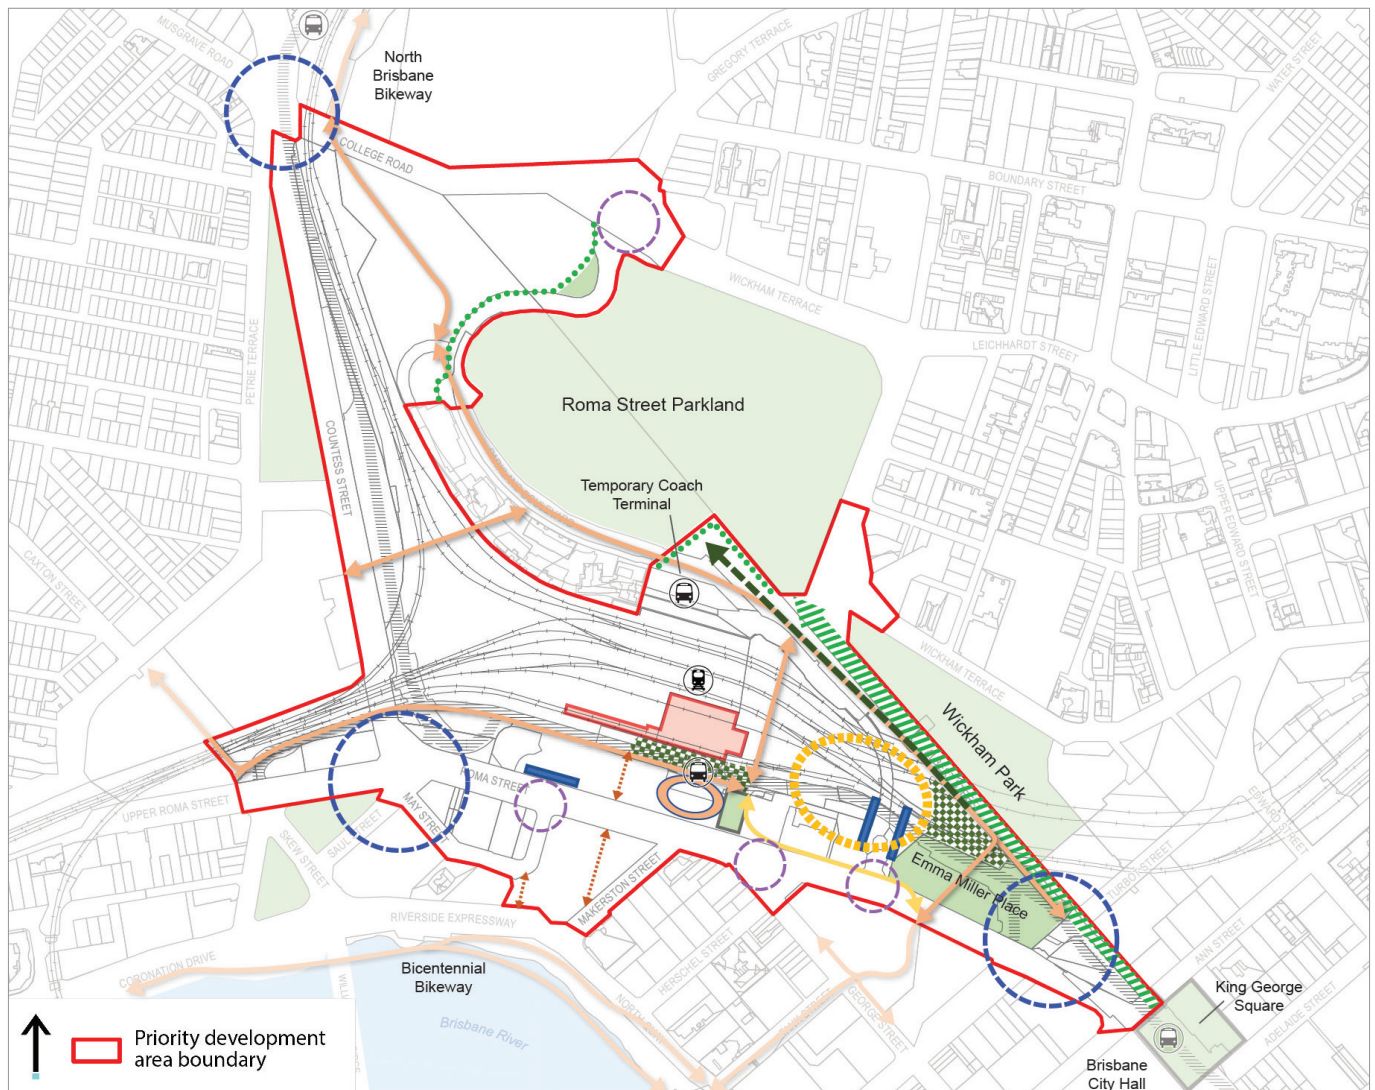 MUSGRAVE ROAD
North
Brisbane
Bikeway
GREGORY TERRACE
WATER STREET
COLLEGE ROAD
BOUNDARY STREET
WICKHAM TERRACE
LITTLE EDWARD STREET
LEICHHARDT STREET
PETRIE TERRACE
Roma Street Parkland
COUNTESS STREET
Temporary Coach
Terminal
UPPER EDWARD STREET
CAXTON STREET
WICKHAM TERRACE
Wickham Park
ROMA STREET
UPPER ROMA STREET
MAY STREET
SAUL STREET
SKEW STREET
EDWARD STREET
TURBOT STREET
Emma Miller Place
MAKERSTON STREET
RIVERSIDE EXPRESSWAY
HERSCHEL STREET
ANN STREET
CORONATION DRIVE
Bicentennial
Bikeway
GEORGE STREET
King George
Square
ADELAIDE STREET
Brisbane River
Priority development
area boundary
Brisbane
City Hall